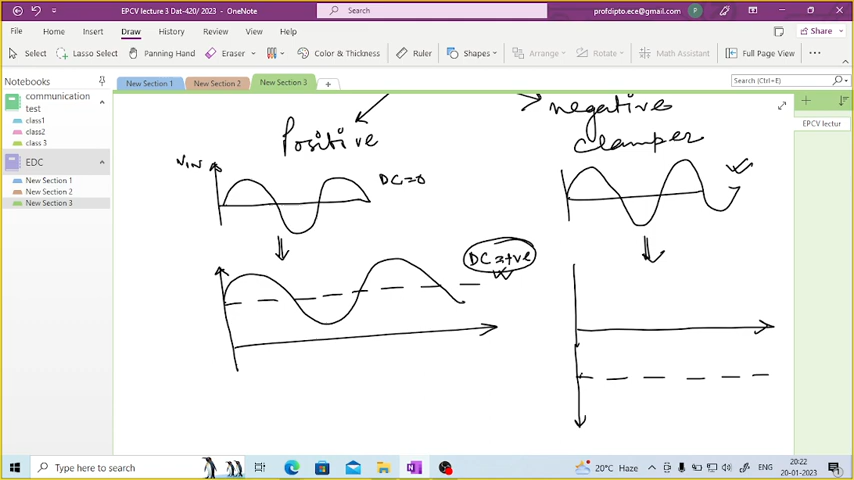 EPCV lecture 3 Dat-420/ 2023 - OneNote
Search
profdipto.ece@gmail.com
P
File
Home
Insert
Draw
History
Review
View
Help
Share
Select
Lasso Select
Panning Hand
Eraser
Color & Thickness
Ruler
Shapes
Arrange
Rotate
Math Assistant
Full Page View
Notebooks
New Section 1
New Section 2
New Section 3
+
Search (Ctrl+E)
communication
test
class1
class2
class 3
EDC
New Section 1
New Section 2
New Section 3
EPCV lectur
Positive
negative
clamper
VIN
DC=0
DC=+ve
Type here to search
20°C Haze
ENG
20:22
20-01-2023
1